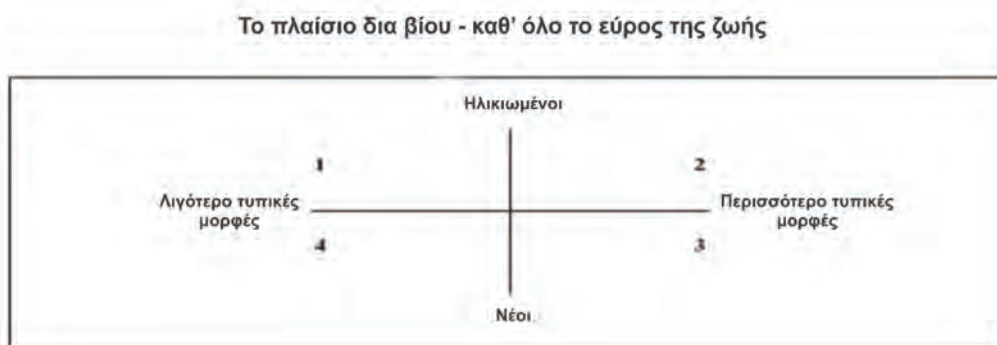 Το πλαίσιο δια βίου - καθ' όλο το εύρος της ζωής
Ηλικιωμένοι
1
2
Λιγότερο τυπικές
μορφές
Περισσότερο τυπικές
μορφές
4
3
Νέοι